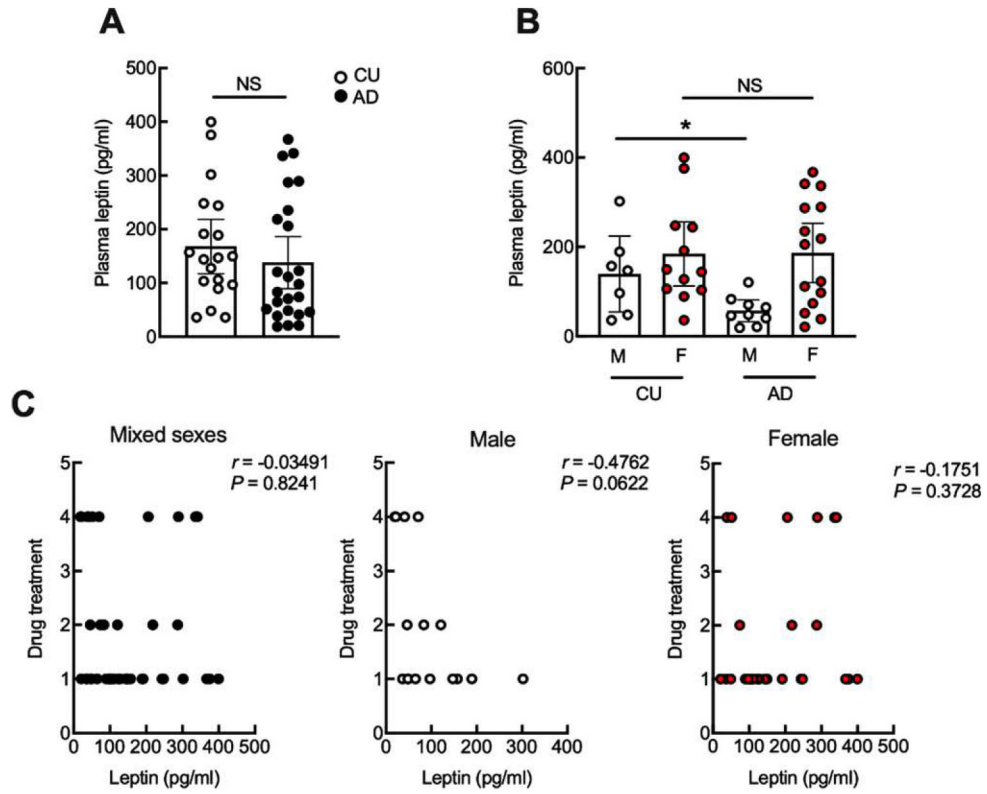 A
Plasma leptin (pg/ml)
500
400
300
200
100
0
NS
CU
AD
B
Plasma leptin (pg/ml)
600
400
200
0
NS
*
M F M F
CU AD
C
Mixed sexes
r = -0.03491
P = 0.8241
Drug treatment
5
4
3
2
1
0
0 100 200 300 400 500
Leptin (pg/ml)
Male
r = -0.4762
P = 0.0622
Drug treatment
5
4
3
2
1
0
0 100 200 300 400
Leptin (pg/ml)
Female
r = -0.1751
P = 0.3728
Drug treatment
5
4
3
2
1
0
0 100 200 300 400 500
Leptin (pg/ml)